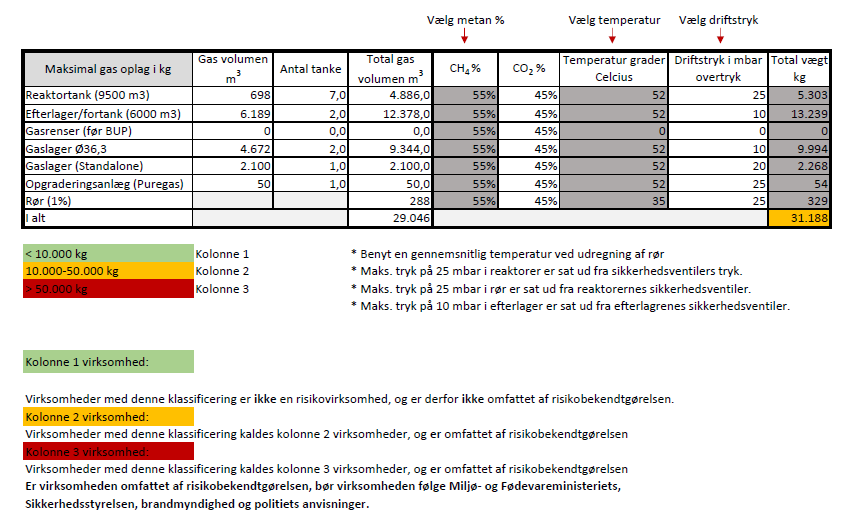 Vælg metan % Vælg temperatur Vælg driftstryk
Maksimal gas oplag i kg Gas volumen m³ Antal tanke Total gas volumen m³ CH₄ % CO₂ % Temperatur grader Celcius Driftstryk i mbar overtryk Total vægt kg
Reaktortank (9500 m3) 698 7,0 4.886,0 55% 45% 52 25 5.303
Efterlager/fortank (6000 m3) 6.189 2,0 12.378,0 55% 45% 52 10 13.239
Gasrenser (før BUP) 0 0,0 0,0 55% 45% 0 0 0
Gaslager Ø36,3 4.672 2,0 9.344,0 55% 45% 52 10 9.994
Gaslager (Standalone) 2.100 1,0 2.100,0 55% 45% 52 20 2.268
Opgraderingsanlæg (Puregas) 50 1,0 50,0 55% 45% 52 25 54
Rør (1%) 288 55% 45% 35 25 329
I alt 29.046 31.188
< 10.000 kg Kolonne 1 * Benyt en gennemsnitlig temperatur ved udregning af rør
10.000-50.000 kg Kolonne 2 * Maks. tryk på 25 mbar i reaktorer er sat ud fra sikkerhedsventilers tryk.
> 50.000 kg Kolonne 3 * Maks. tryk på 25 mbar i rør er sat ud fra reaktorernes sikkerhedsventiler.
* Maks. tryk på 10 mbar i efterlager er sat ud fra efterlagrenes sikkerhedsventiler.
Kolonne 1 virksomhed:
Virksomheder med denne klassificering er ikke en risikovirksomhed, og er derfor ikke omfattet af risikobekendtgørelsen.
Kolonne 2 virksomhed:
Virksomheder med denne klassificering kaldes kolonne 2 virksomheder, og er omfattet af risikobekendtgørelsen
Kolonne 3 virksomhed:
Virksomheder med denne klassificering kaldes kolonne 3 virksomheder, og er omfattet af risikobekendtgørelsen
Er virksomheden omfattet af risikobekendtgørelsen, bør virksomheden følge Miljø- og Fødevareministeriets,
Sikkerhedsstyrelsen, brandmyndighed og politiets anvisninger.